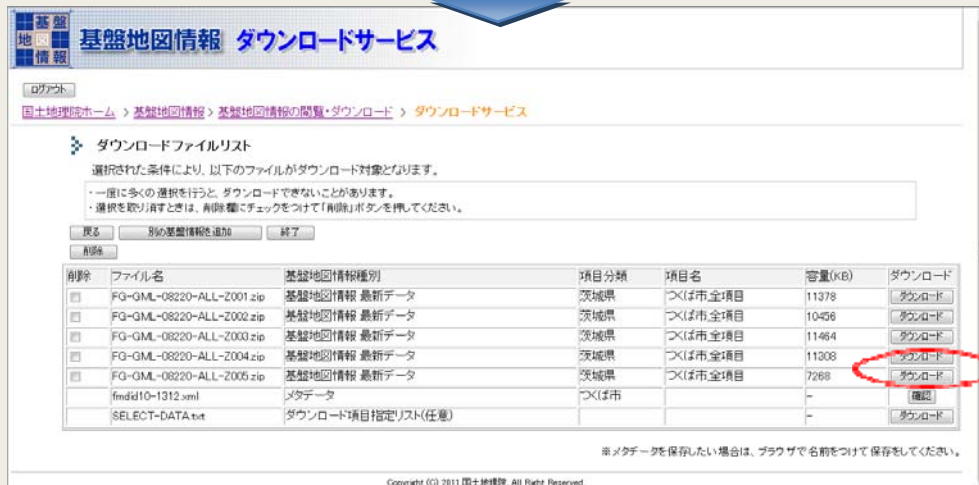 基盤
地図
情報
基盤地図情報 ダウンロードサービス
ログアウト
国土地理院ホーム > 基盤地図情報 > 基盤地図情報の閲覧・ダウンロード > ダウンロードサービス
ダウンロードファイルリスト
選択された条件により、以下のファイルがダウンロード対象となります。
・一度に多くの選択を行うと、ダウンロードできないことがあります。
・選択を取り消すときは、削除欄にチェックをつけて「削除」ボタンを押してください。
戻る 別の基盤情報を追加 終了
削除
削除 ファイル名 基盤地図情報種別 項目分類 項目名 容量(KB) ダウンロード
FG-GML-08220-ALL-Z001.zip 基盤地図情報 最新データ 茨城県 つくば市,全項目 11378 ダウンロード
FG-GML-08220-ALL-Z002.zip 基盤地図情報 最新データ 茨城県 つくば市,全項目 10456 ダウンロード
FG-GML-08220-ALL-Z003.zip 基盤地図情報 最新データ 茨城県 つくば市,全項目 11464 ダウンロード
FG-GML-08220-ALL-Z004.zip 基盤地図情報 最新データ 茨城県 つくば市,全項目 11308 ダウンロード
FG-GML-08220-ALL-Z005.zip 基盤地図情報 最新データ 茨城県 つくば市,全項目 7268 ダウンロード
fmdid10-1312.xml メタデータ つくば市 - 確認
SELECT-DATA.txt ダウンロード項目指定リスト(任意) - ダウンロード
※メタデータを保存したい場合は、ブラウザで名前をつけて保存をしてください。
Copyright (C) 2011 国土地理院. All Right Reserved.